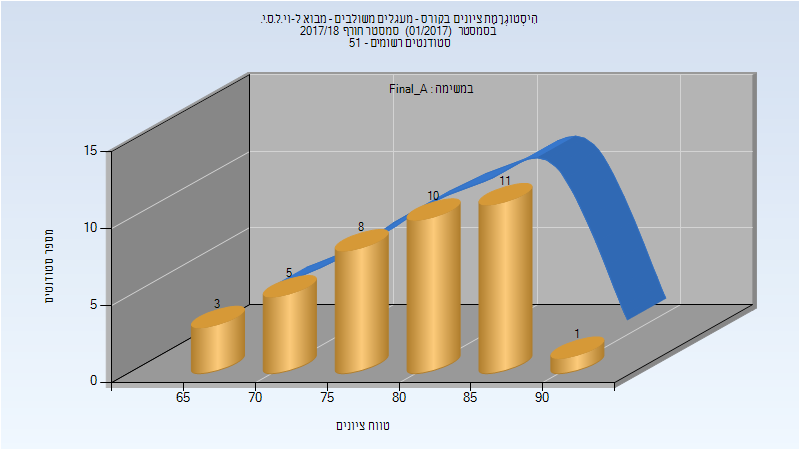 הִיסְטוגְרָמַת ציונים בקורס - מעגלים משולבים - מבוא ל-וי.ל.ס.י.
בסמסטר (01/2017) סמסטר חורף 2017/18
סטודנטים רשומים - 51
במשימה : Final_A
15
10
5
0
מספר סטודנטים
3
5
8
10
11
1
65
70
75
80
85
90
טווח ציונים